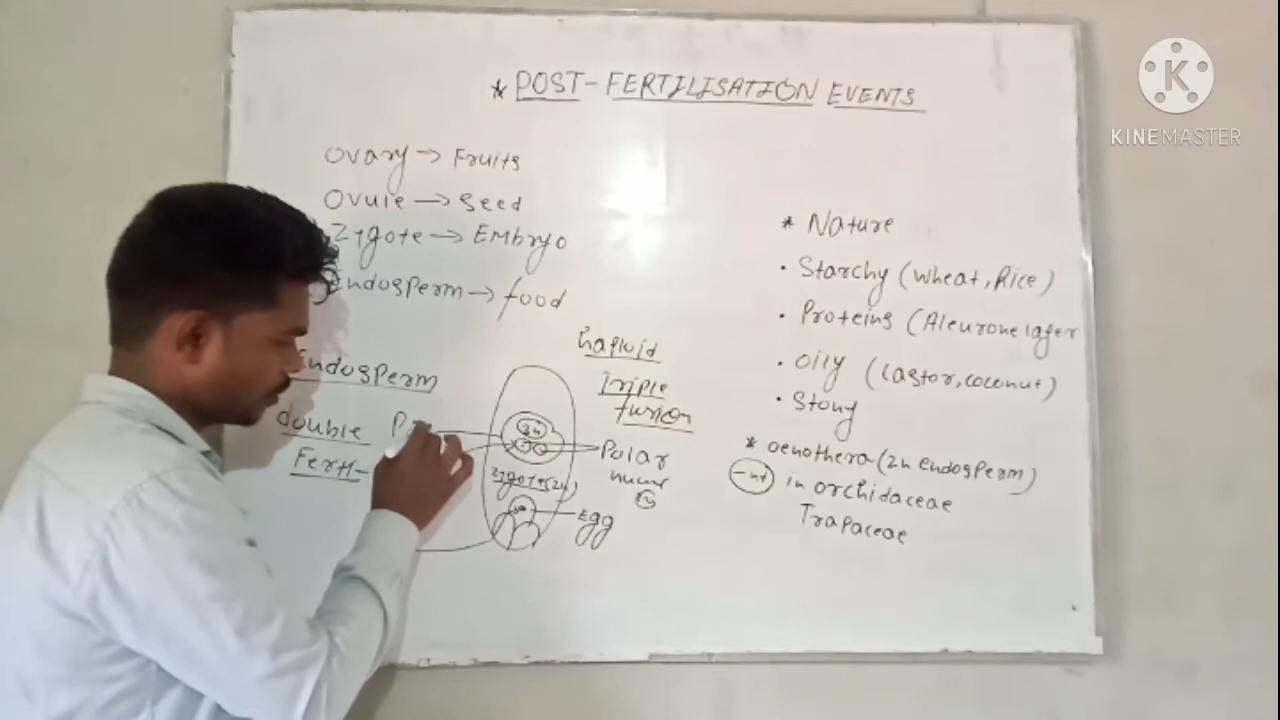 * POST-FERTILISATION EVENTS
Ovary → Fruits
Ovule → Seed
Zygote → Embryo
Endosperm → food
Endosperm
double
Ferti-
haploid
Triple
fusion
3n
Polar
zygote(2n)
Egg
* Nature
• Starchy (Wheat, Rice)
• Proteins (Aleurone layer
• Oily (Castor, coconut)
• Stony
* Oenothera (2n Endosperm)
in orchidaceae
Trapaceae
K
KINEMASTER